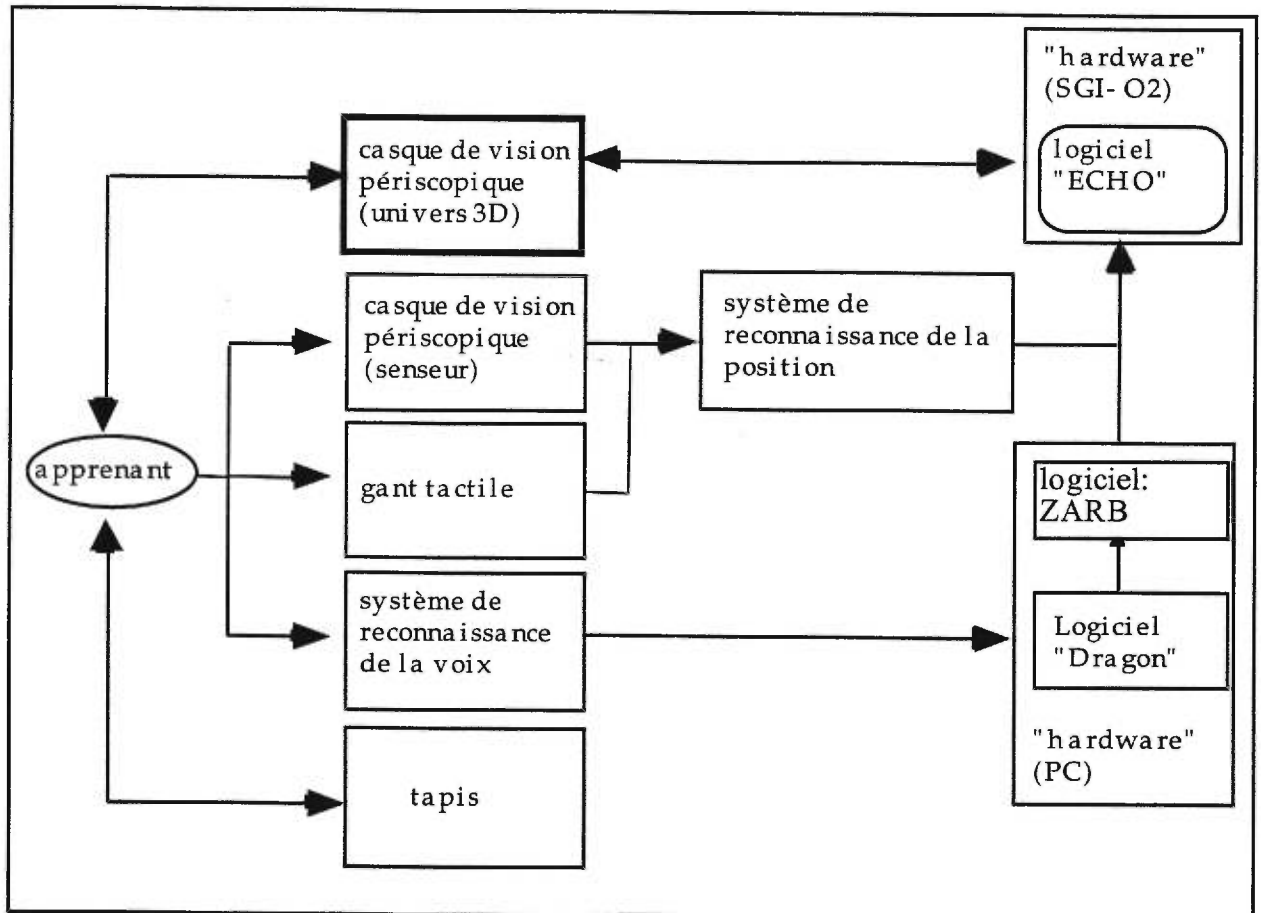 "hardware"
(SGI- O2)
logiciel
"ECHO"
casque de vision
périscopique
(univers 3D)
casque de vision
périscopique
(senseur)
système de
reconnaissance de la
position
apprenant
gant tactile
logiciel:
ZARB
système de
reconnaissance
de la voix
Logiciel
"Dragon"
"hardware"
(PC)
tapis